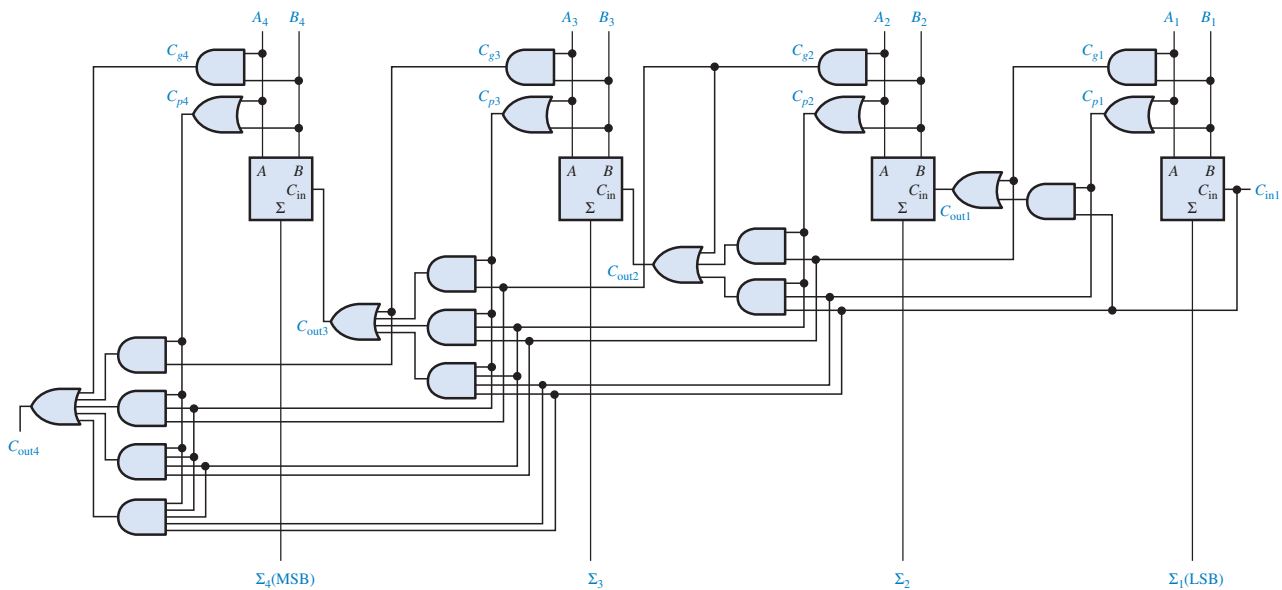 A4 B4 A3 B3 A2 B2 A1 B1
Cg4 Cg3 Cg2 Cg1
Cp4 Cp3 Cp2 Cp1
A B A B A B A B
Cin Cin Cin Cin Cin1
Σ Σ Σ Σ
Cout1
Cout2
Cout3
Cout4
Σ4(MSB) Σ3 Σ2 Σ1(LSB)